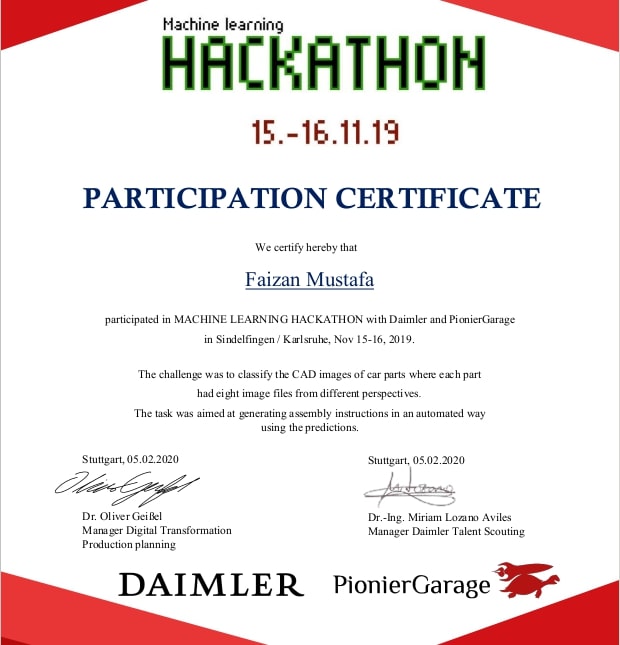 Machine learning
HACKATHON
15.-16.11.19
PARTICIPATION CERTIFICATE
We certify hereby that
Faizan Mustafa
participated in MACHINE LEARNING HACKATHON with Daimler and PionierGarage
in Sindelfingen / Karlsruhe, Nov 15-16, 2019.
The challenge was to classify the CAD images of car parts where each part
had eight image files from different perspectives.
The task was aimed at generating assembly instructions in an automated way
using the predictions.
Stuttgart, 05.02.2020
Dr. Oliver Geißel
Manager Digital Transformation
Production planning
Stuttgart, 05.02.2020
Dr.-Ing. Miriam Lozano Aviles
Manager Daimler Talent Scouting
DAIMLER
PionierGarage